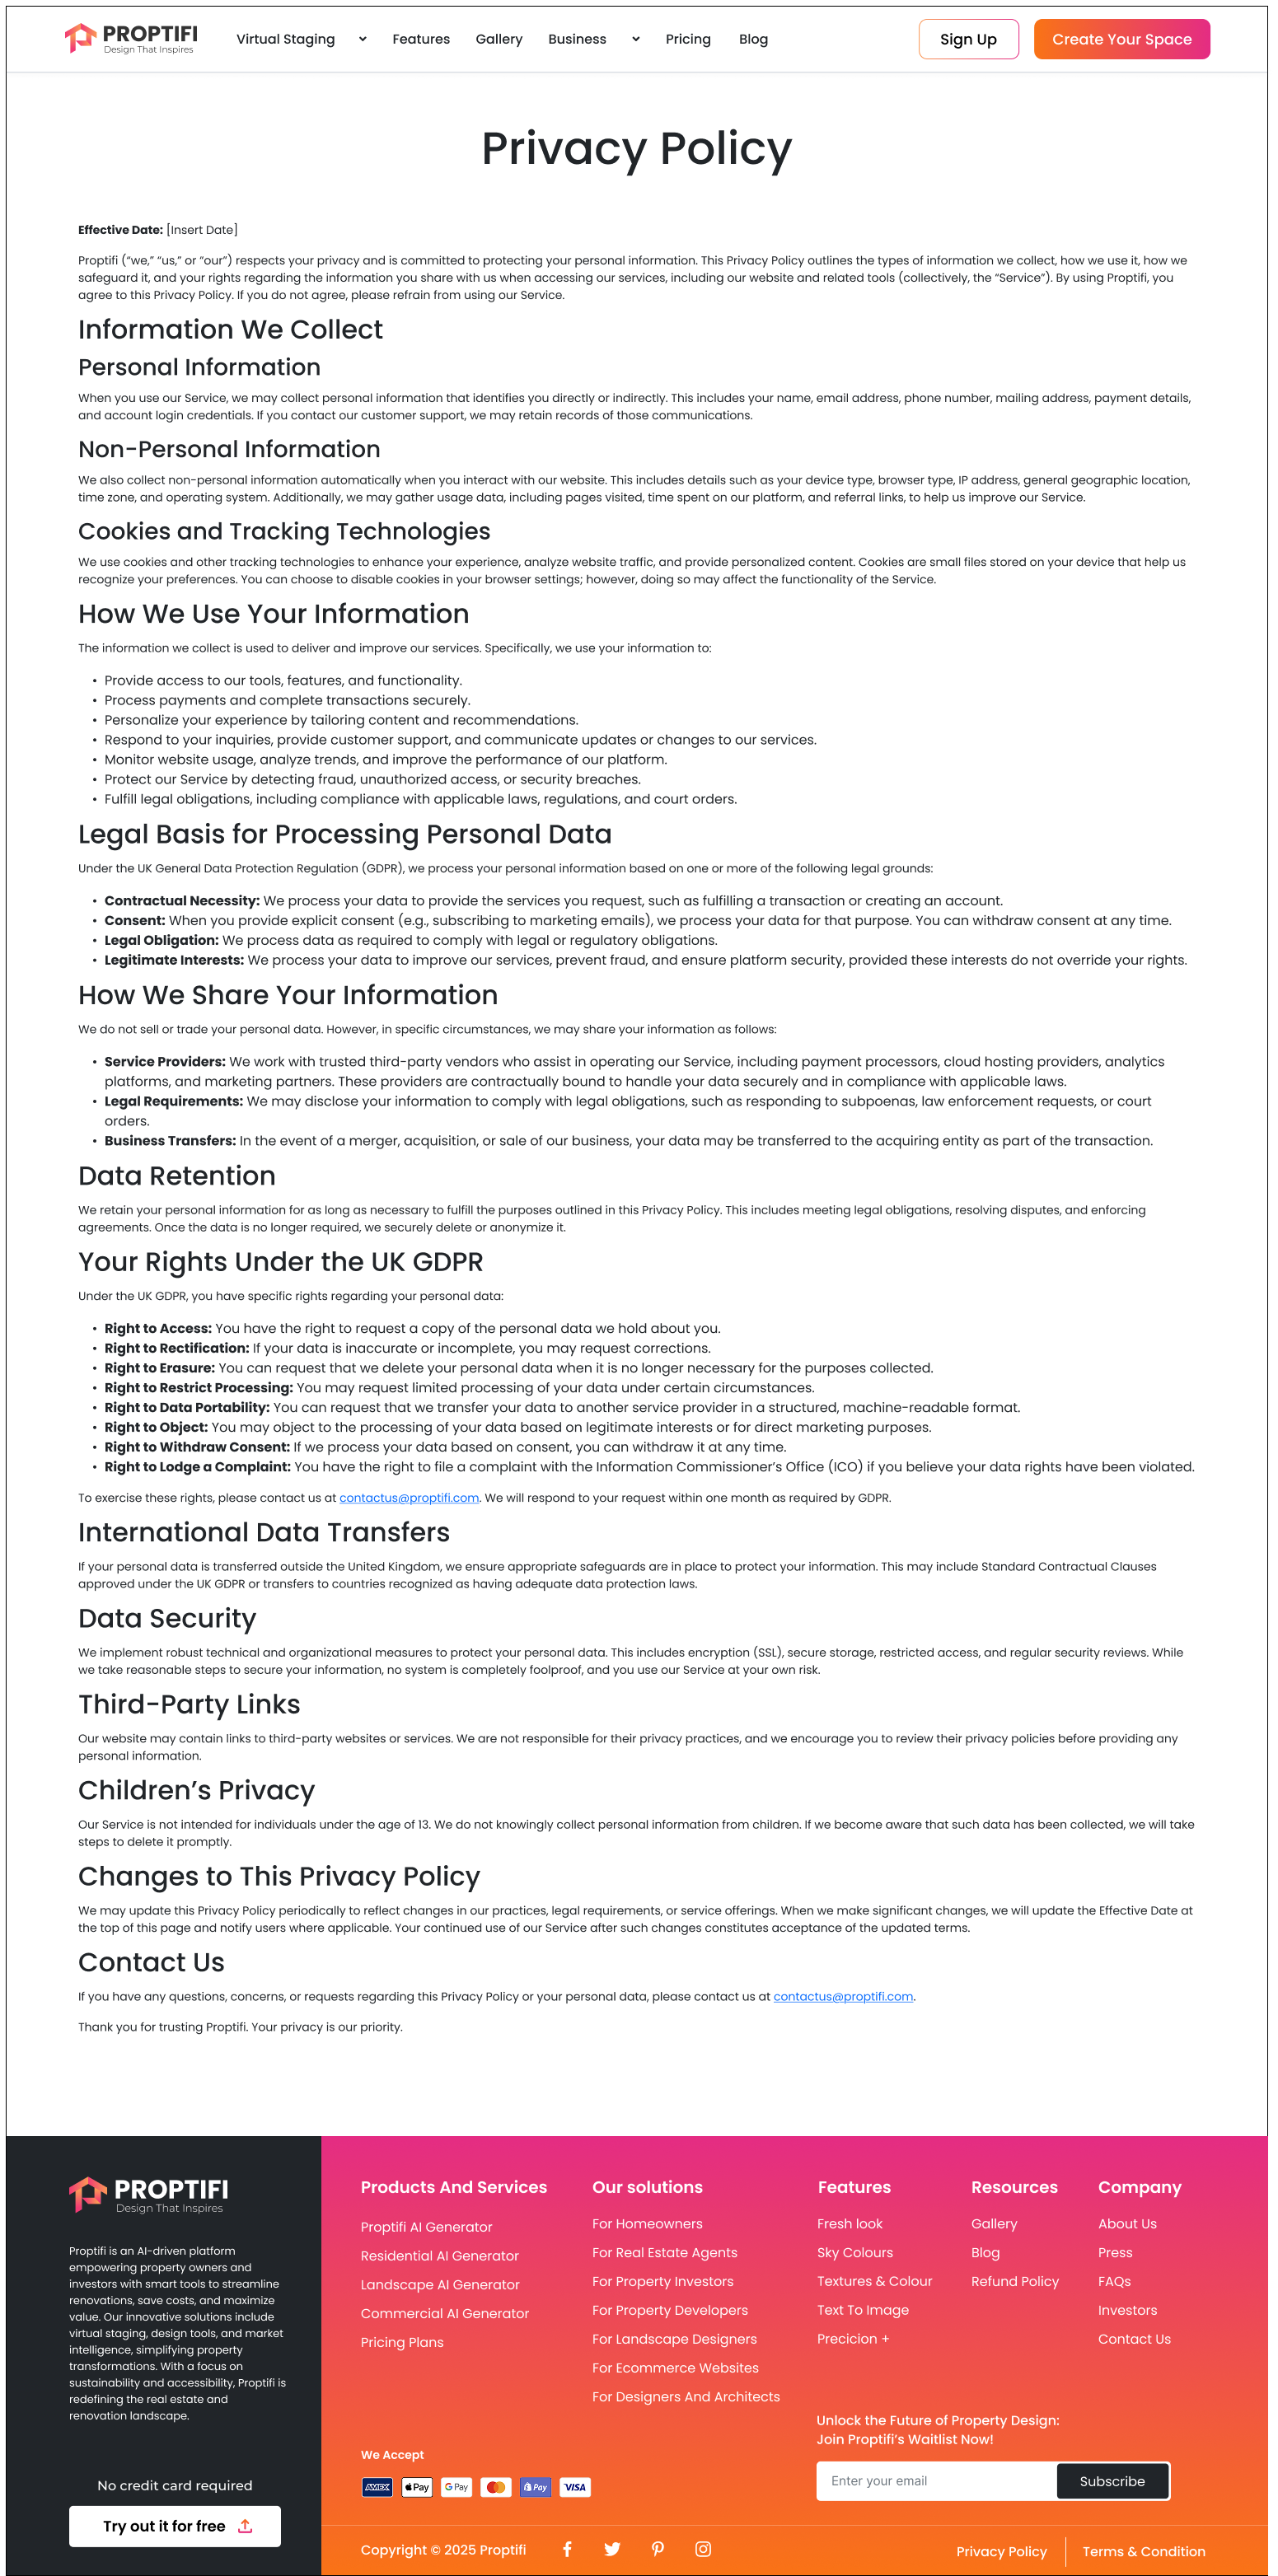 PROPTIFI
Design That Inspires
Virtual Staging
Features
Gallery
Business
Pricing
Blog
Sign Up
Create Your Space
Privacy Policy
Effective Date: [Insert Date]
Proptifi (“we,” “us,” or “our”) respects your privacy and is committed to protecting your personal information. This Privacy Policy outlines the types of information we collect, how we use it, how we
safeguard it, and your rights regarding the information you share with us when accessing our services, including our website and related tools (collectively, the “Service”). By using Proptifi, you
agree to this Privacy Policy. If you do not agree, please refrain from using our Service.
Information We Collect
Personal Information
When you use our Service, we may collect personal information that identifies you directly or indirectly. This includes your name, email address, phone number, mailing address, payment details,
and account login credentials. If you contact our customer support, we may retain records of those communications.
Non-Personal Information
We also collect non-personal information automatically when you interact with our website. This includes details such as your device type, browser type, IP address, general geographic location,
time zone, and operating system. Additionally, we may gather usage data, including pages visited, time spent on our platform, and referral links, to help us improve our Service.
Cookies and Tracking Technologies
We use cookies and other tracking technologies to enhance your experience, analyze website traffic, and provide personalized content. Cookies are small files stored on your device that help us
recognize your preferences. You can choose to disable cookies in your browser settings; however, doing so may affect the functionality of the Service.
How We Use Your Information
The information we collect is used to deliver and improve our services. Specifically, we use your information to:
• Provide access to our tools, features, and functionality.
• Process payments and complete transactions securely.
• Personalize your experience by tailoring content and recommendations.
• Respond to your inquiries, provide customer support, and communicate updates or changes to our services.
• Monitor website usage, analyze trends, and improve the performance of our platform.
• Protect our Service by detecting fraud, unauthorized access, or security breaches.
• Fulfill legal obligations, including compliance with applicable laws, regulations, and court orders.
Legal Basis for Processing Personal Data
Under the UK General Data Protection Regulation (GDPR), we process your personal information based on one or more of the following legal grounds:
• Contractual Necessity: We process your data to provide the services you request, such as fulfilling a transaction or creating an account.
• Consent: When you provide explicit consent (e.g., subscribing to marketing emails), we process your data for that purpose. You can withdraw consent at any time.
• Legal Obligation: We process data as required to comply with legal or regulatory obligations.
• Legitimate Interests: We process your data to improve our services, prevent fraud, and ensure platform security, provided these interests do not override your rights.
How We Share Your Information
We do not sell or trade your personal data. However, in specific circumstances, we may share your information as follows:
• Service Providers: We work with trusted third-party vendors who assist in operating our Service, including payment processors, cloud hosting providers, analytics
platforms, and marketing partners. These providers are contractually bound to handle your data securely and in compliance with applicable laws.
• Legal Requirements: We may disclose your information to comply with legal obligations, such as responding to subpoenas, law enforcement requests, or court
orders.
• Business Transfers: In the event of a merger, acquisition, or sale of our business, your data may be transferred to the acquiring entity as part of the transaction.
Data Retention
We retain your personal information for as long as necessary to fulfill the purposes outlined in this Privacy Policy. This includes meeting legal obligations, resolving disputes, and enforcing
agreements. Once the data is no longer required, we securely delete or anonymize it.
Your Rights Under the UK GDPR
Under the UK GDPR, you have specific rights regarding your personal data:
• Right to Access: You have the right to request a copy of the personal data we hold about you.
• Right to Rectification: If your data is inaccurate or incomplete, you may request corrections.
• Right to Erasure: You can request that we delete your personal data when it is no longer necessary for the purposes collected.
• Right to Restrict Processing: You may request limited processing of your data under certain circumstances.
• Right to Data Portability: You can request that we transfer your data to another service provider in a structured, machine-readable format.
• Right to Object: You may object to the processing of your data based on legitimate interests or for direct marketing purposes.
• Right to Withdraw Consent: If we process your data based on consent, you can withdraw it at any time.
• Right to Lodge a Complaint: You have the right to file a complaint with the Information Commissioner’s Office (ICO) if you believe your data rights have been violated.
To exercise these rights, please contact us at contactus@proptifi.com. We will respond to your request within one month as required by GDPR.
International Data Transfers
If your personal data is transferred outside the United Kingdom, we ensure appropriate safeguards are in place to protect your information. This may include Standard Contractual Clauses
approved under the UK GDPR or transfers to countries recognized as having adequate data protection laws.
Data Security
We implement robust technical and organizational measures to protect your personal data. This includes encryption (SSL), secure storage, restricted access, and regular security reviews. While
we take reasonable steps to secure your information, no system is completely foolproof, and you use our Service at your own risk.
Third-Party Links
Our website may contain links to third-party websites or services. We are not responsible for their privacy practices, and we encourage you to review their privacy policies before providing any
personal information.
Children’s Privacy
Our Service is not intended for individuals under the age of 13. We do not knowingly collect personal information from children. If we become aware that such data has been collected, we will take
steps to delete it promptly.
Changes to This Privacy Policy
We may update this Privacy Policy periodically to reflect changes in our practices, legal requirements, or service offerings. When we make significant changes, we will update the Effective Date at
the top of this page and notify users where applicable. Your continued use of our Service after such changes constitutes acceptance of the updated terms.
Contact Us
If you have any questions, concerns, or requests regarding this Privacy Policy or your personal data, please contact us at contactus@proptifi.com.
Thank you for trusting Proptifi. Your privacy is our priority.
PROPTIFI
Design That Inspires
Proptifi is an AI-driven platform
empowering property owners and
investors with smart tools to streamline
renovations, save costs, and maximize
value. Our innovative solutions include
virtual staging, design tools, and market
intelligence, simplifying property
transformations. With a focus on
sustainability and accessibility, Proptifi is
redefining the real estate and
renovation landscape.
No credit card required
Try out it for free
Products And Services
Proptifi AI Generator
Residential AI Generator
Landscape AI Generator
Commercial AI Generator
Pricing Plans
Our solutions
For Homeowners
For Real Estate Agents
For Property Investors
For Property Developers
For Landscape Designers
For Ecommerce Websites
For Designers And Architects
Features
Fresh look
Sky Colours
Textures & Colour
Text To Image
Precicion +
Resources
Gallery
Blog
Refund Policy
Company
About Us
Press
FAQs
Investors
Contact Us
We Accept
AMEX
Pay
G Pay
Pay
VISA
Unlock the Future of Property Design:
Join Proptifi’s Waitlist Now!
Enter your email
Subscribe
Copyright © 2025 Proptifi
Privacy Policy
Terms & Condition